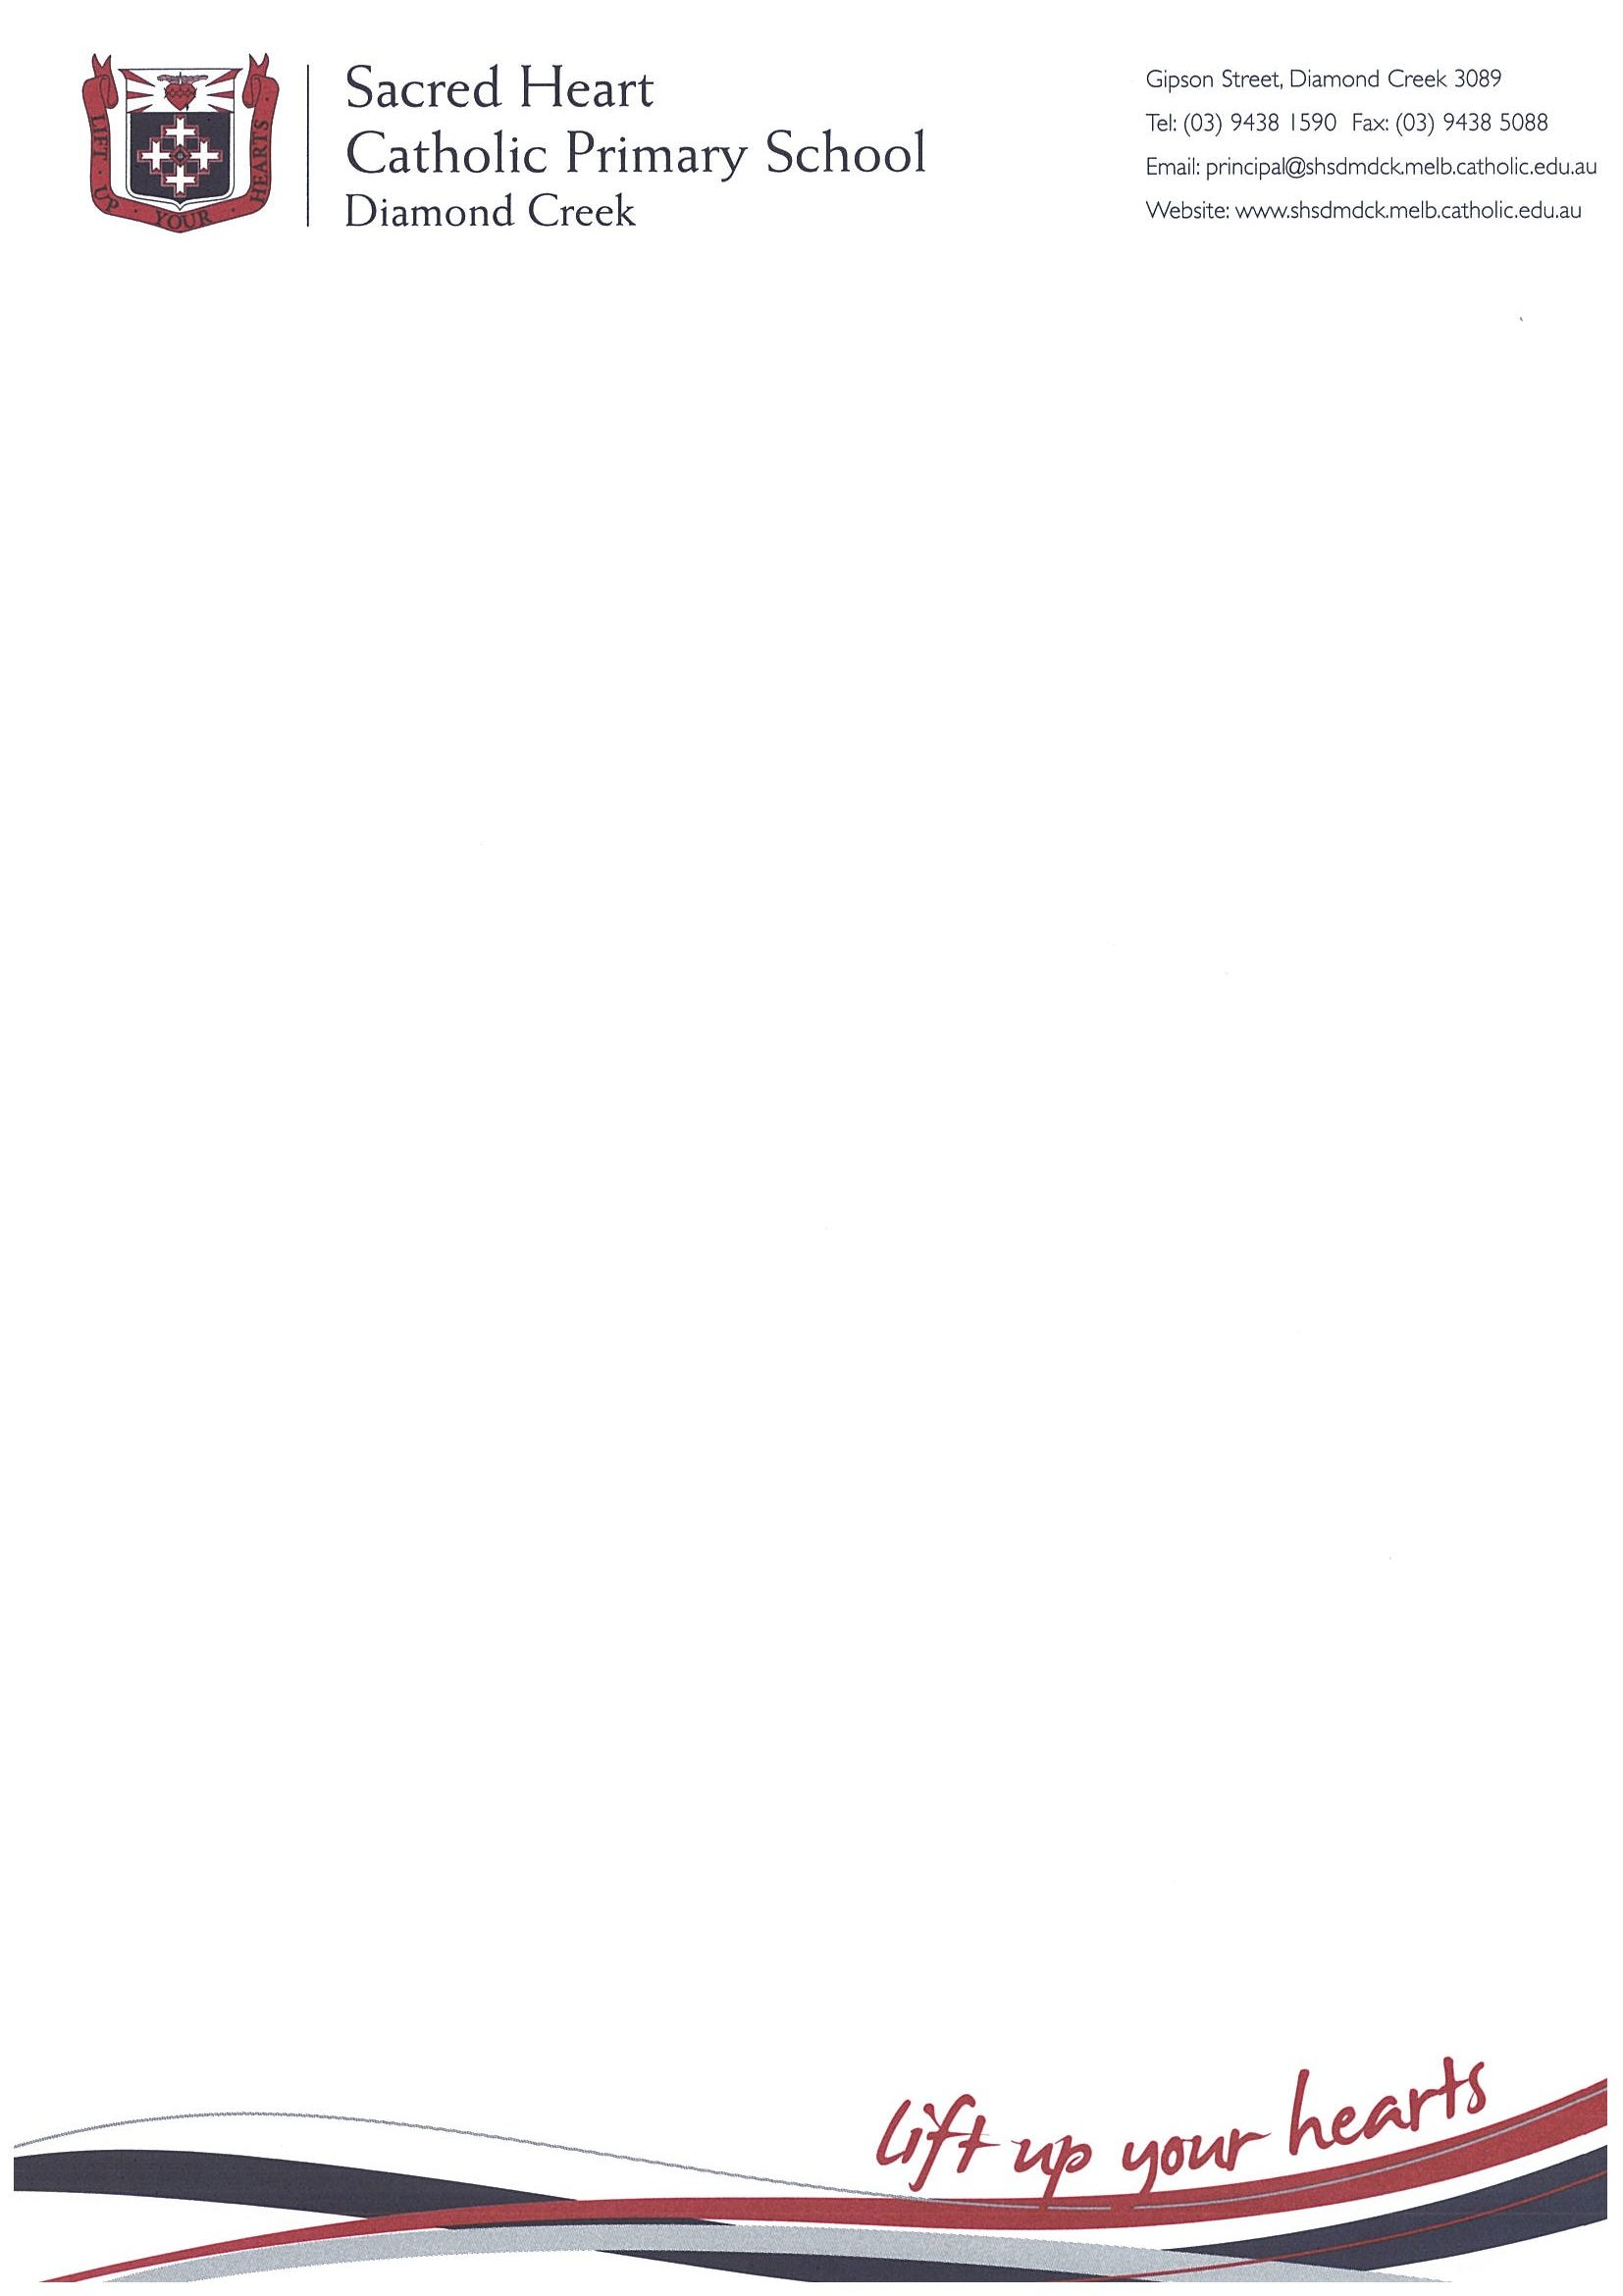 LIFT · UP · YOUR · HEARTS
Sacred Heart
Catholic Primary School
Diamond Creek
Gipson Street, Diamond Creek 3089
Tel: (03) 9438 1590 Fax: (03) 9438 5088
Email: principal@shsdmdck.melb.catholic.edu.au
Website: www.shsdmdck.melb.catholic.edu.au
lift up your hearts